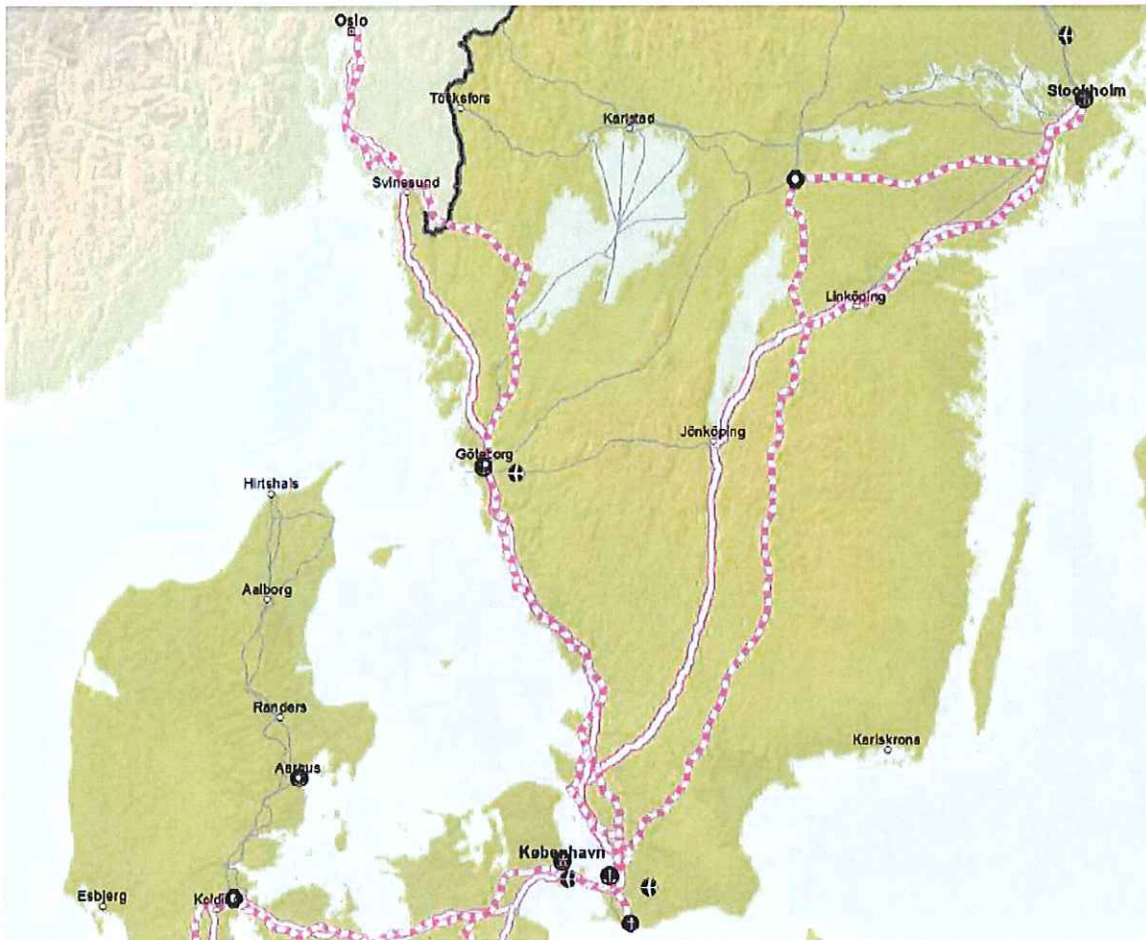 Oslo
Stockholm
Töcksfors
Karlstad
Svinesund
Linköping
Jönköping
Göteborg
Hirtshals
Aalborg
Randers
Karlskrona
Aarhus
København
Esbjerg